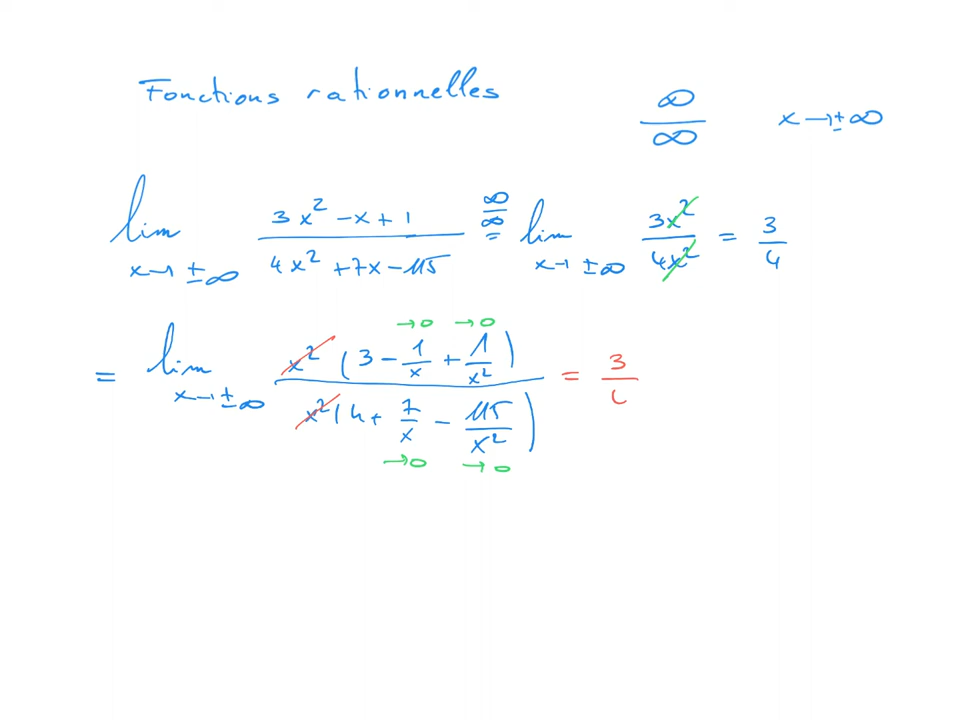 Fonctions rationnelles
∞/∞ x→±∞
lim x→±∞ (3x² - x + 1)/(4x² + 7x - 115) =^(∞/∞) lim x→±∞ 3x²/4x² = 3/4
= lim x→±∞ x²(3 - 1/x + 1/x²)/x²(4 + 7/x - 115/x²) = 3/
→0 →0
→0 →0